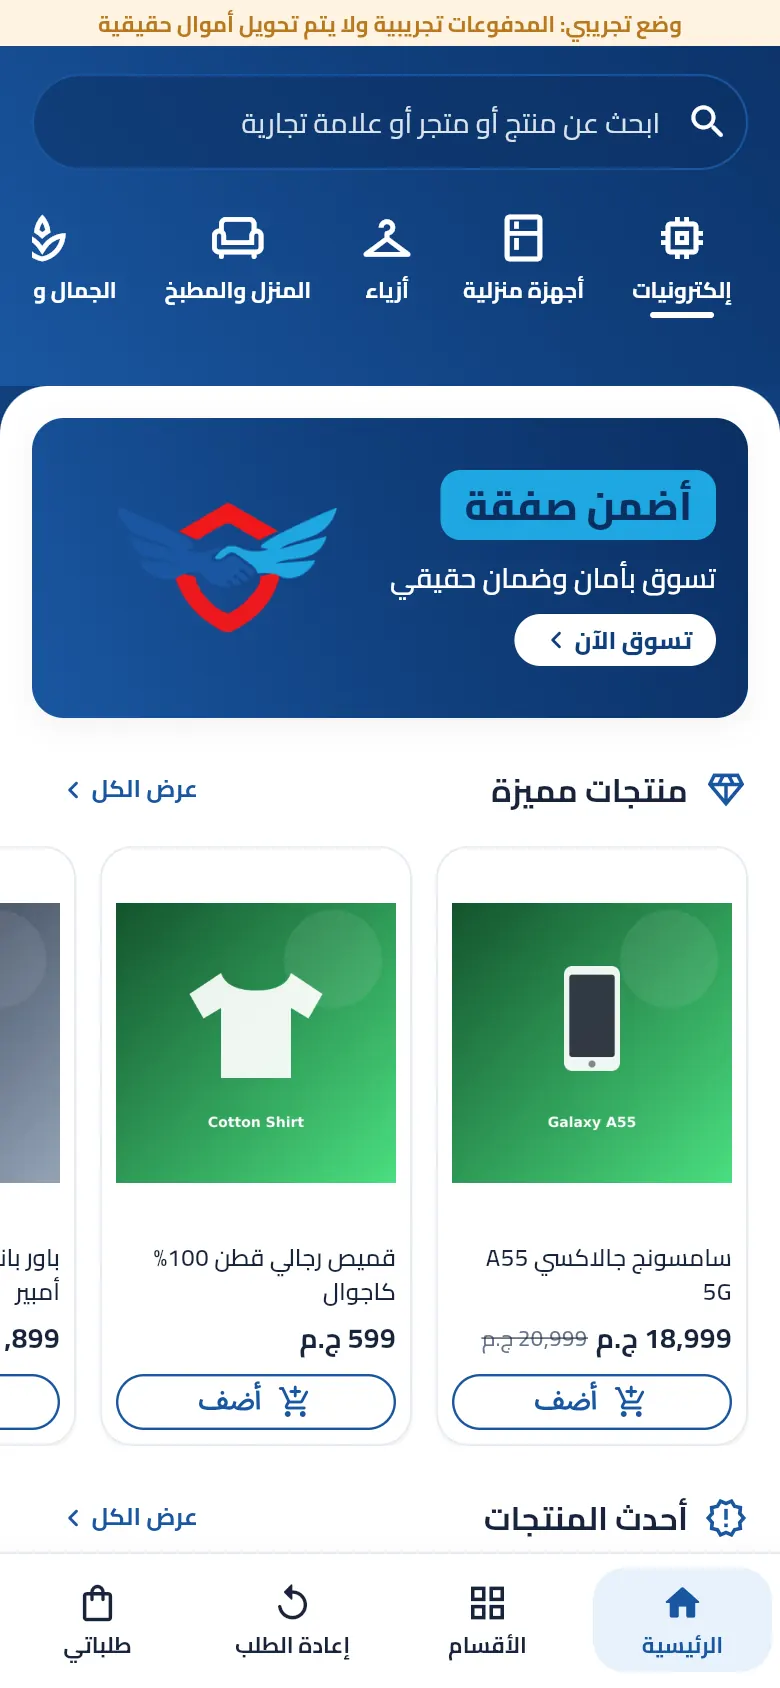 وضع تجريبي: المدفوعات تجريبية ولا يتم تحويل أموال حقيقية
ابحث عن منتج أو متجر أو علامة تجارية
إلكترونيات
أجهزة منزلية
أزياء
المنزل والمطبخ
الجمال و
أضمن صفقة
تسوق بأمان وضمان حقيقي
تسوق الآن
منتجات مميزة
عرض الكل
Galaxy A55
سامسونج جالاكسي A55
5G
18,999 ج.م 20,999 ج.م
أضف
Cotton Shirt
قميص رجالي قطن 100%
كاجوال
599 ج.م
أضف
باور
أمبير
899,
أحدث المنتجات
عرض الكل
الرئيسية
الأقسام
إعادة الطلب
طلباتي